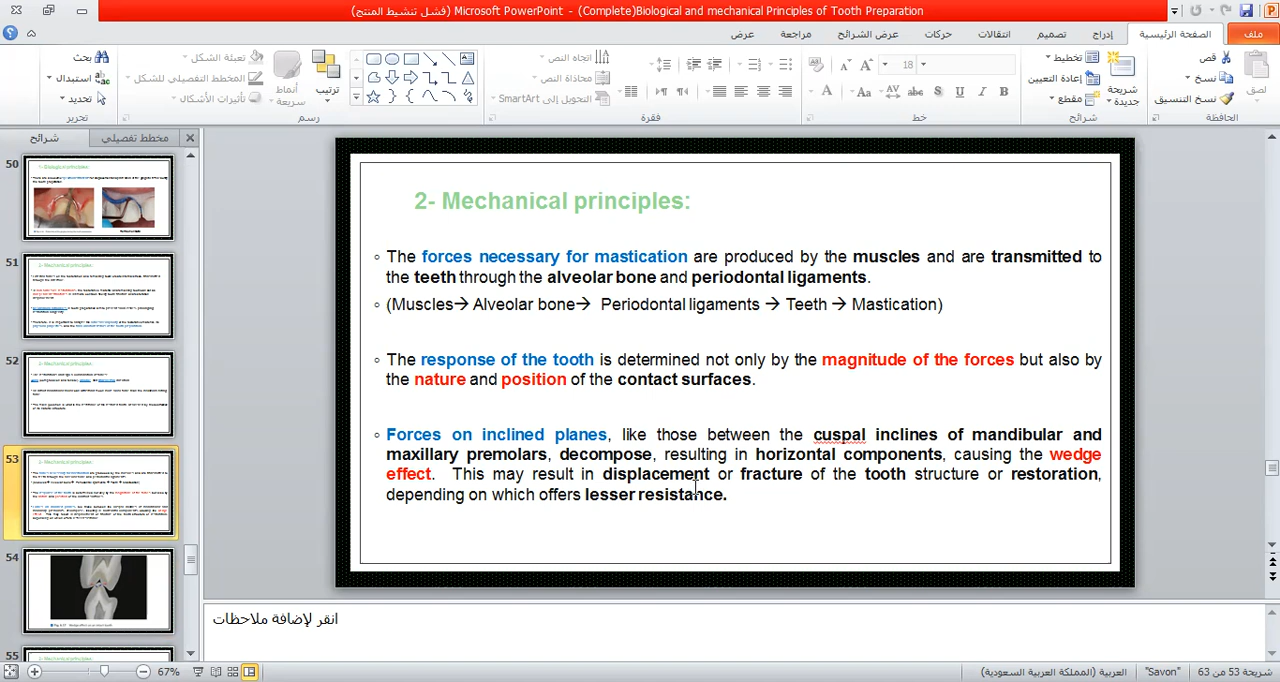 (Complete)Biological and mechanical Principles of Tooth Preparation - Microsoft PowerPoint (فشل تنشيط المنتج)
ملف
الصفحة الرئيسية
إدراج
تصميم
انتقالات
حركات
عرض الشرائح
مراجعة
عرض
لصق
قص
نسخ
نسخ التنسيق
الحافظة
شريحة جديدة
تخطيط
إعادة التعيين
مقطع
شرائح
18
خط
اتجاه النص
محاذاة النص
التحويل إلى SmartArt
فقرة
ترتيب
أنماط سريعة
تعبئة الشكل
المخطط التفصيلي للشكل
تأثيرات الأشكال
رسم
بحث
استبدال
تحديد
تحرير
شرائح
مخطط تفصيلي
50
51
52
53
54
55
2- Mechanical principles:
The forces necessary for mastication are produced by the muscles and are transmitted to
the teeth through the alveolar bone and periodontal ligaments.
(Muscles→ Alveolar bone→ Periodontal ligaments → Teeth → Mastication)
The response of the tooth is determined not only by the magnitude of the forces but also by
the nature and position of the contact surfaces.
Forces on inclined planes, like those between the cuspal inclines of mandibular and
maxillary premolars, decompose, resulting in horizontal components, causing the wedge
effect. This may result in displacement or fracture of the tooth structure or restoration,
depending on which offers lesser resistance.
انقر لإضافة ملاحظات
شريحة 53 من 63
"Savon"
العربية (المملكة العربية السعودية)
67%